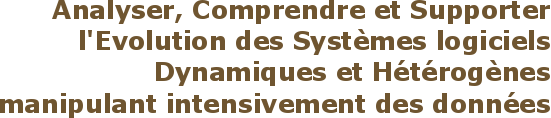 Analyser, Comprendre et Supporter
l'Evolution des Systèmes logiciels
Dynamiques et Hétérogènes
manipulant intensivement des données